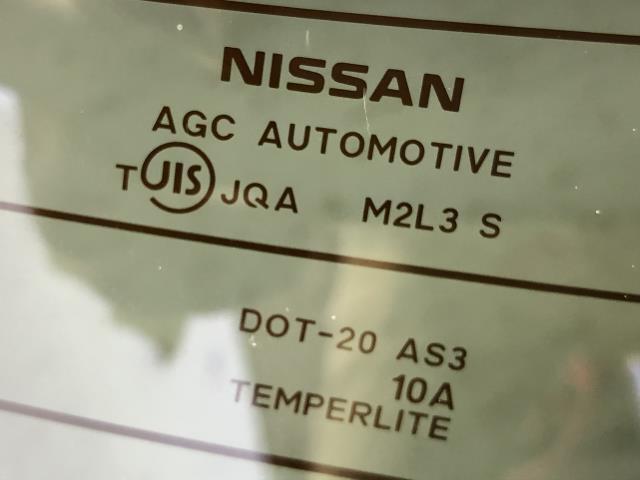 NISSAN
AGC AUTOMOTIVE
T JIS JQA M2L3 S
DOT-20 AS3
10A
TEMPERLITE